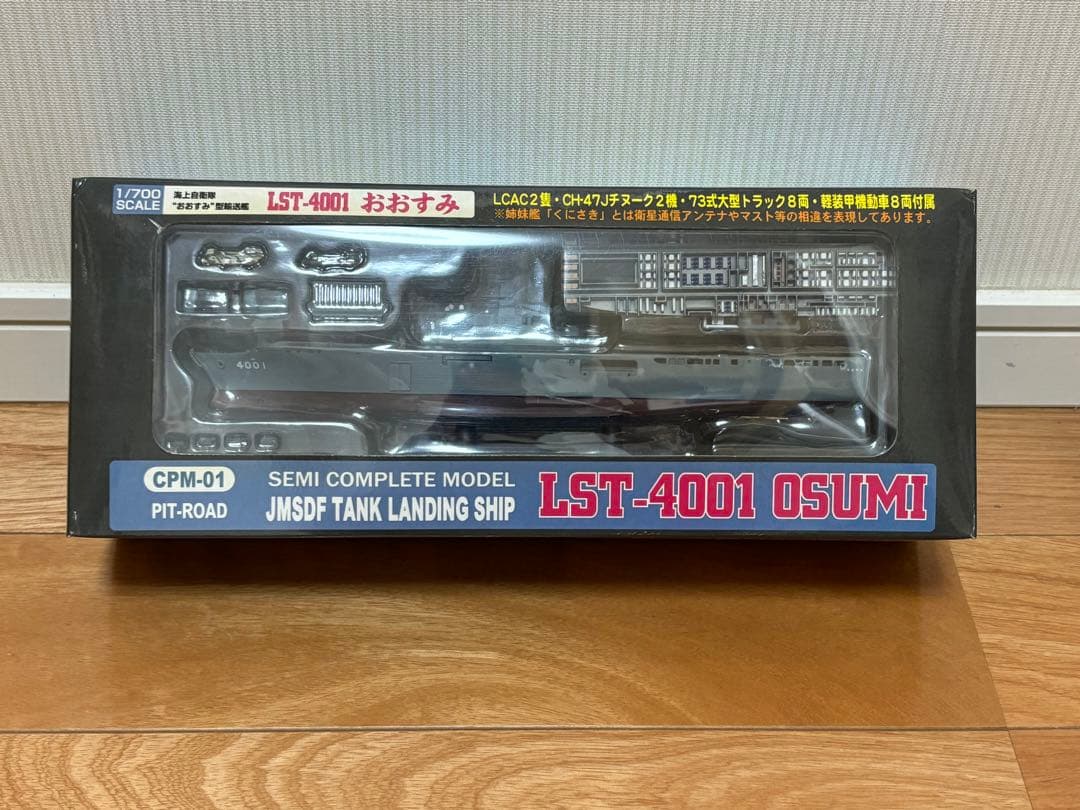 1/700
SCALE
海上自衛隊
“おおすみ”型輸送艦
LST-4001 おおすみ
LCAC2隻・CH-47Jチヌーク2機・73式大型トラック8両・軽装甲機動車8両付属
※姉妹艦「くにさき」とは衛星通信アンテナやマスト等の相違を表現してあります。
4001
CPM-01
PIT-ROAD
SEMI COMPLETE MODEL
JMSDF TANK LANDING SHIP
LST-4001 OSUMI